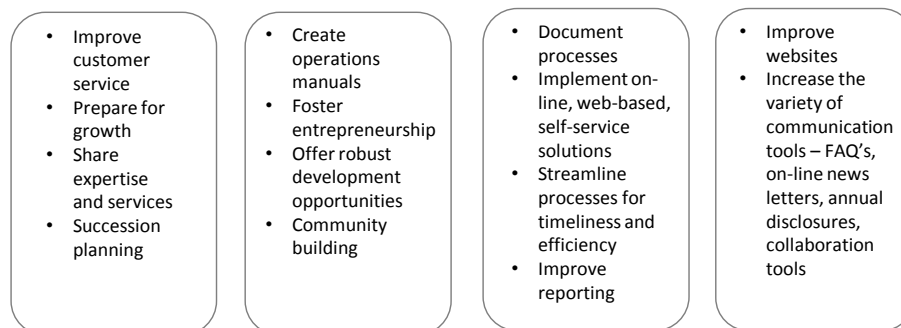 • Improve
customer
service
• Prepare for
growth
• Share
expertise
and services
• Succession
planning
• Create
operations
manuals
• Foster
entrepreneurship
• Offer robust
development
opportunities
• Community
building
• Document
processes
• Implement on-
line, web-based,
self-service
solutions
• Streamline
processes for
timeliness and
efficiency
• Improve
reporting
• Improve
websites
• Increase the
variety of
communication
tools – FAQ's,
on-line news
letters, annual
disclosures,
collaboration
tools